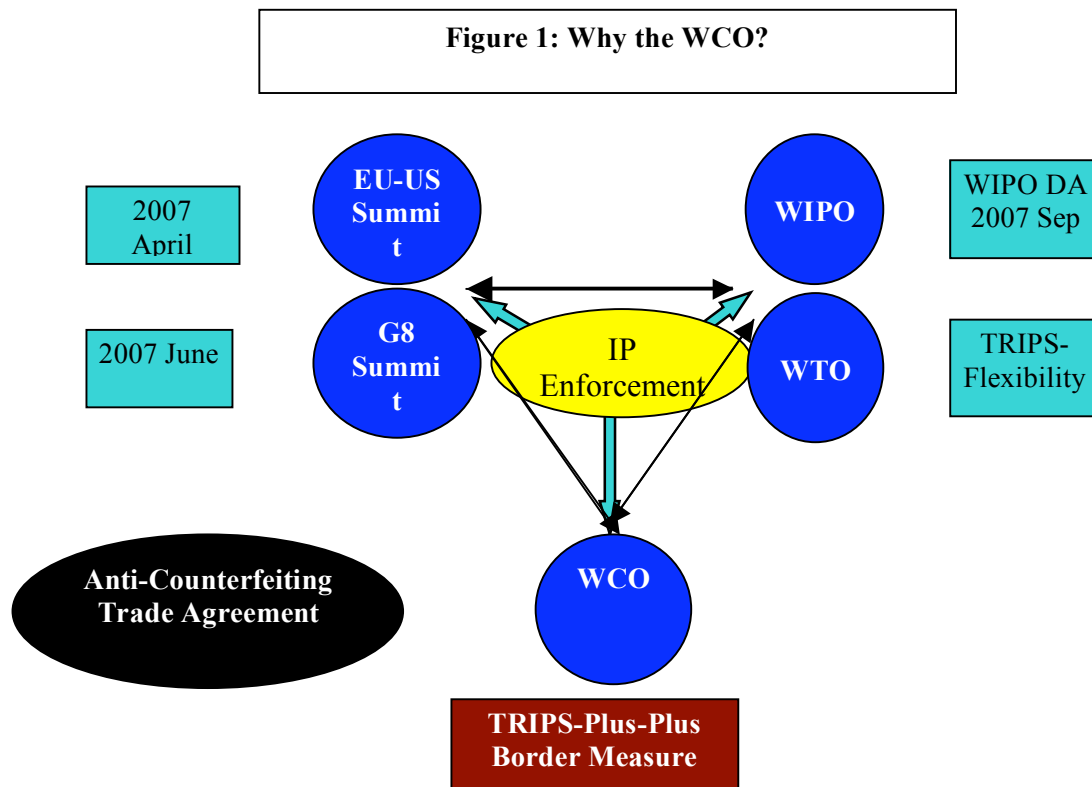 Figure 1: Why the WCO?
2007
April
EU-US
Summi
t
WIPO
WIPO DA
2007 Sep
2007 June
G8
Summi
t
IP
Enforcement
WTO
TRIPS-
Flexibility
Anti-Counterfeiting
Trade Agreement
WCO
TRIPS-Plus-Plus
Border Measure